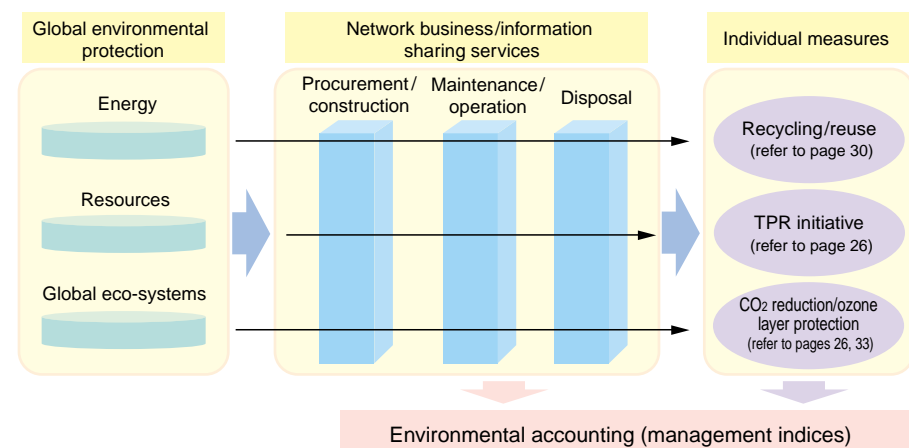 Global environmental
protection
Energy
Resources
Global eco-systems
Network business/information
sharing services
Procurement/
construction
Maintenance/
operation
Disposal
Individual measures
Recycling/reuse
(refer to page 30)
TPR initiative
(refer to page 26)
CO2 reduction/ozone
layer protection
(refer to pages 26, 33)
Environmental accounting (management indices)